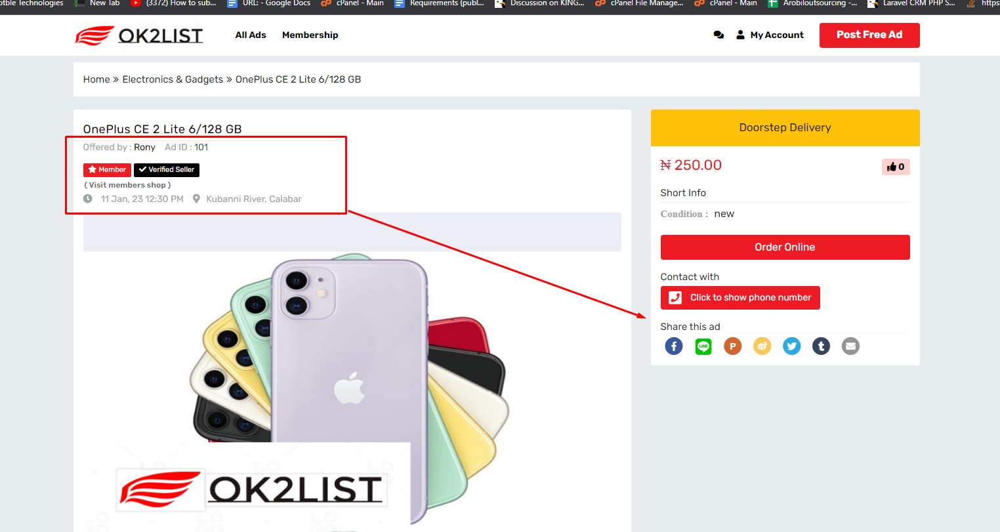 otble Technologies New Tab (3372) How to sub... URL: - Google Docs cPanel - Main Requirements (publ... Discussion on KING... cPanel File Manage... cPanel - Main Arobiloutsourcing -... Laravel CRM PHP S... https
OK2LIST All Ads Membership My Account Post Free Ad
Home » Electronics & Gadgets » OnePlus CE 2 Lite 6/128 GB
OnePlus CE 2 Lite 6/128 GB
Offered by : Rony Ad ID : 101
Member Verified Seller
( Visit members shop )
11 Jan, 23 12:30 PM Kubanni River, Calabar
OK2LIST
Doorstep Delivery
₦ 250.00 0
Short Info
Condition : new
Order Online
Contact with
Click to show phone number
Share this ad
LINE